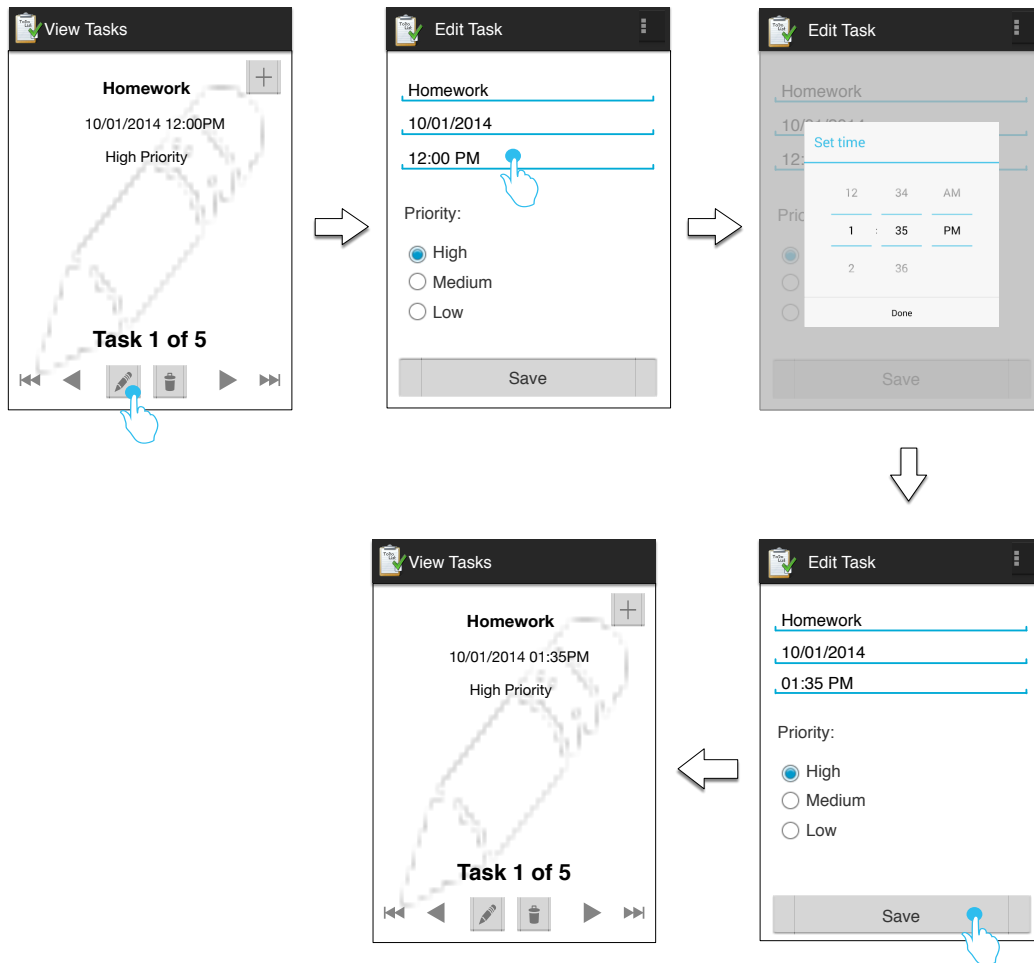 View Tasks
Homework
10/01/2014 12:00PM
High Priority
Task 1 of 5
Edit Task
Homework
10/01/2014
12:00 PM
Priority:
High
Medium
Low
Save
Edit Task
Homework
10/
12:
Set time
12 34 AM
1 : 35 PM
2 36
Done
Save
Edit Task
Homework
10/01/2014
01:35 PM
Priority:
High
Medium
Low
Save
View Tasks
Homework
10/01/2014 01:35PM
High Priority
Task 1 of 5